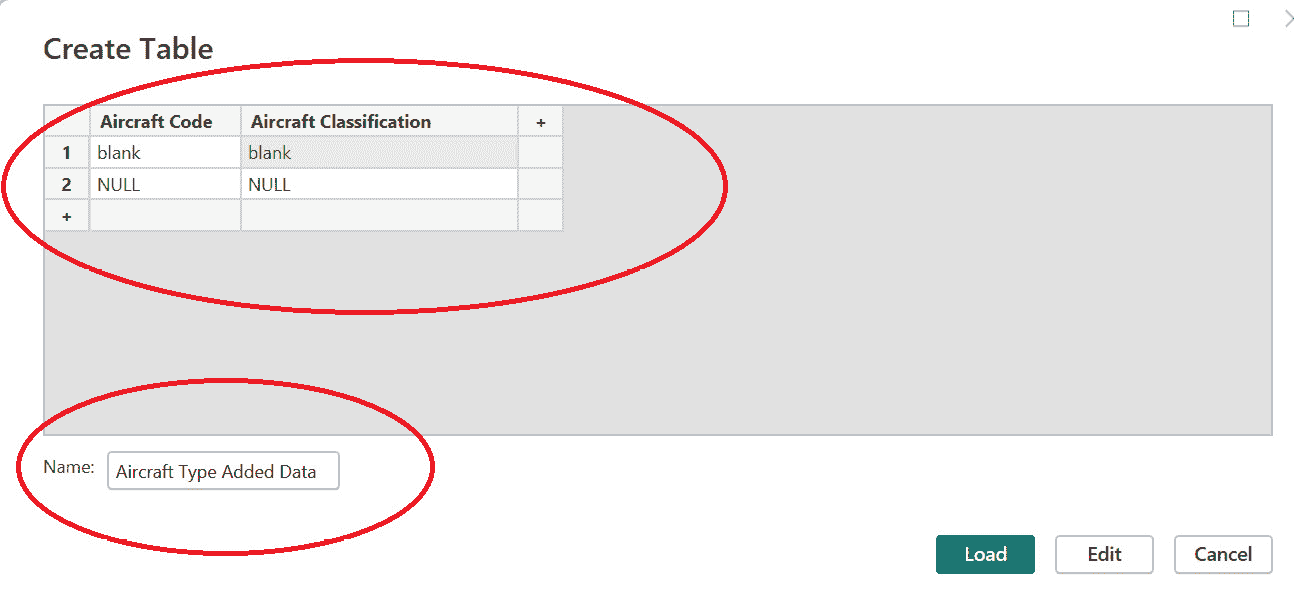 Create Table
Aircraft Code Aircraft Classification +
1 blank blank
2 NULL NULL
+
Name: Aircraft Type Added Data
Load Edit Cancel